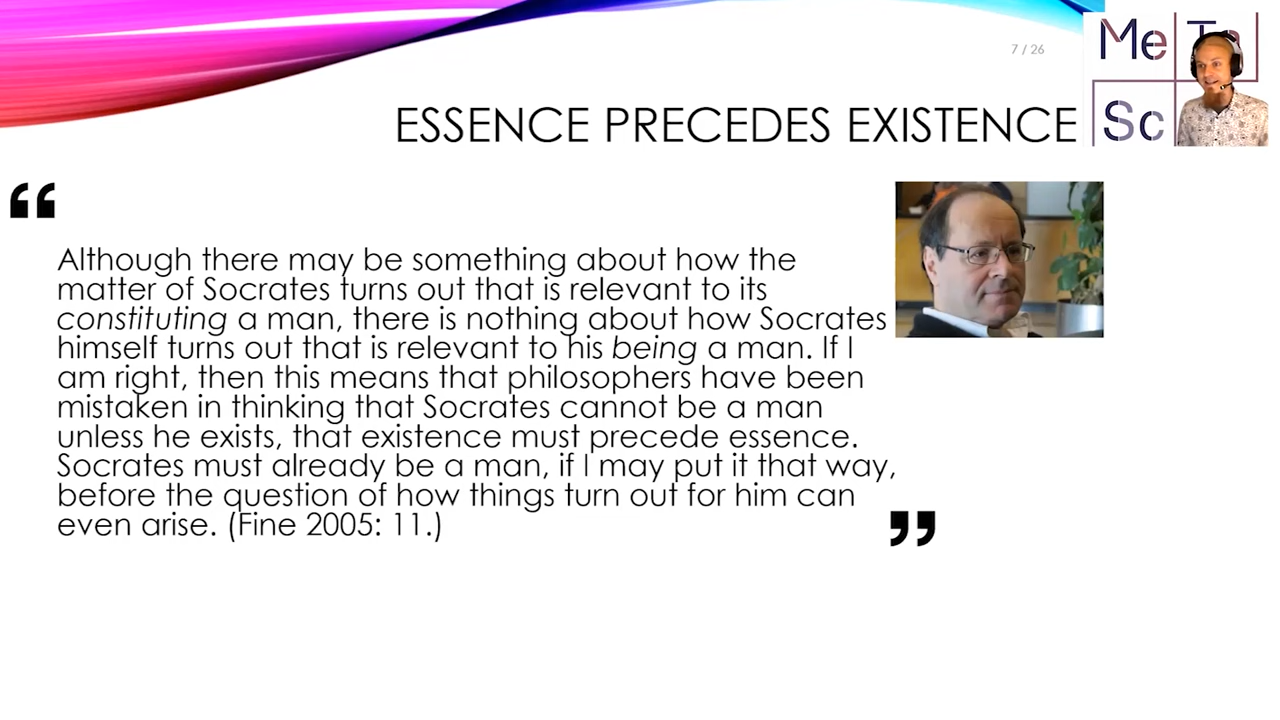 7 / 26
Me
Sc
ESSENCE PRECEDES EXISTENCE
“
Although there may be something about how the
matter of Socrates turns out that is relevant to its
constituting a man, there is nothing about how Socrates
himself turns out that is relevant to his being a man. If I
am right, then this means that philosophers have been
mistaken in thinking that Socrates cannot be a man
unless he exists, that existence must precede essence.
Socrates must already be a man, if I may put it that way,
before the question of how things turn out for him can
even arise. (Fine 2005: 11.)
”